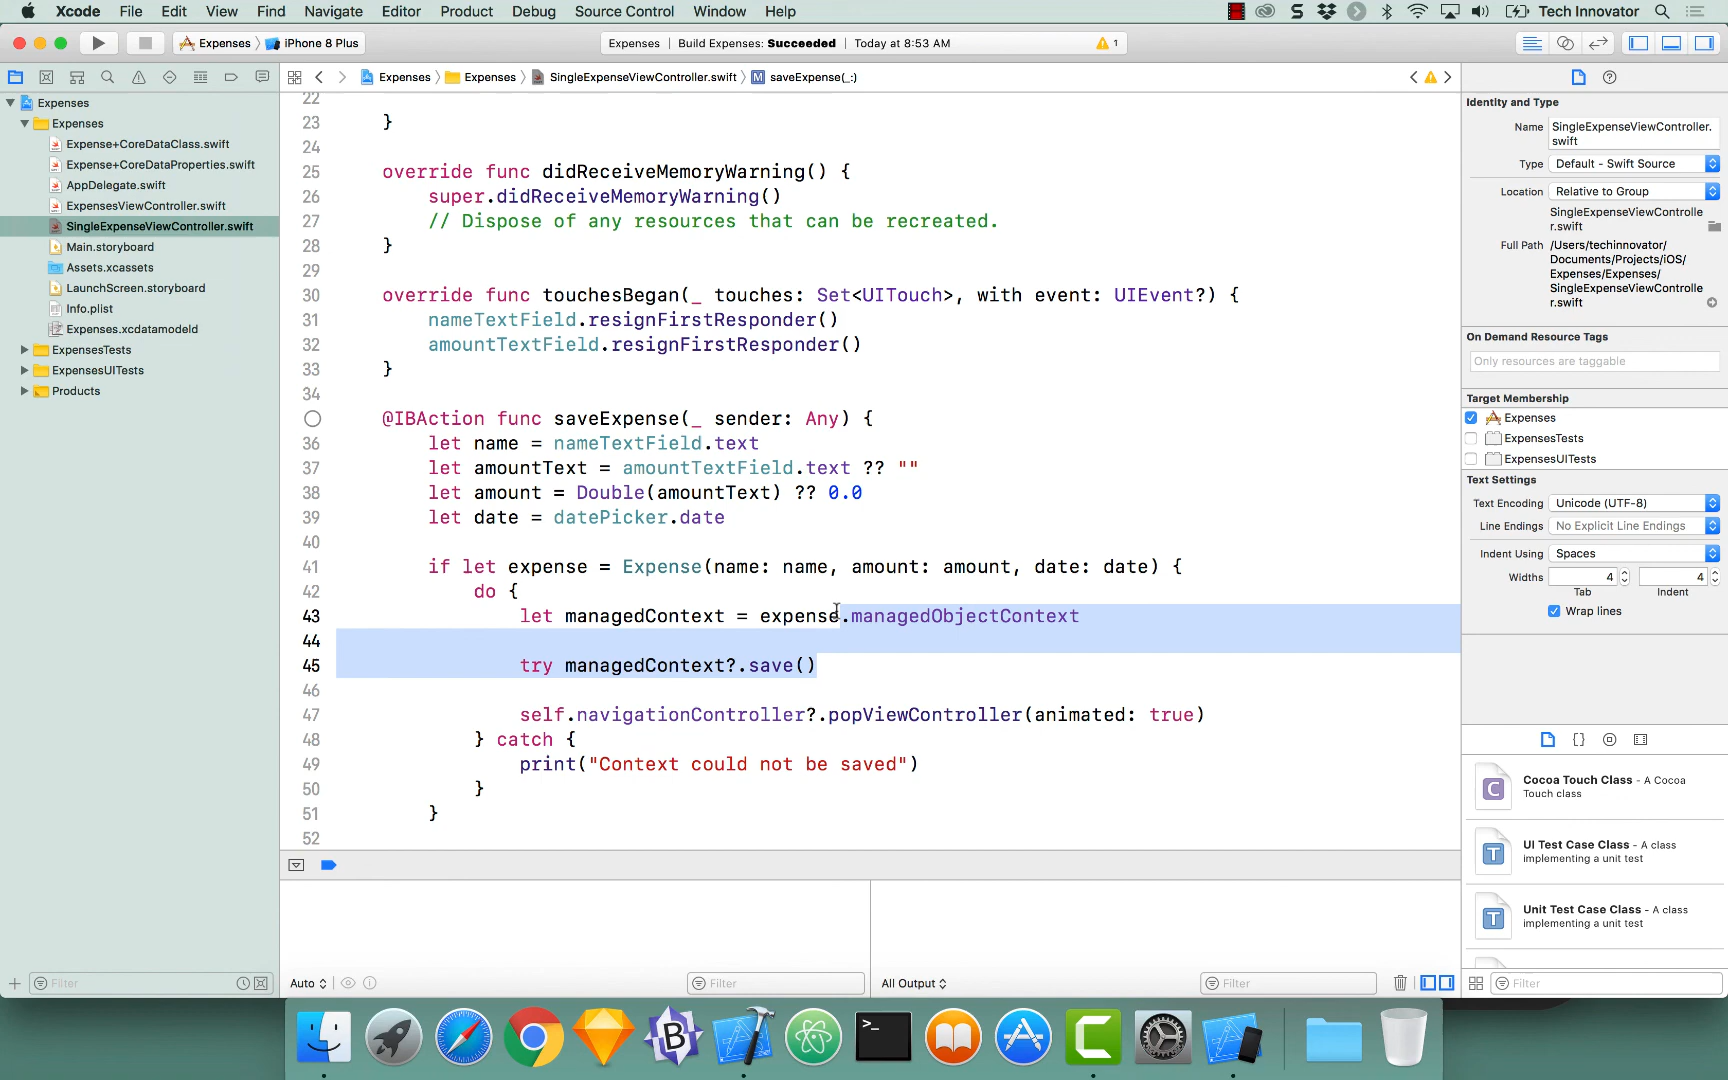 Xcode File Edit View Find Navigate Editor Product Debug Source Control Window Help Tech Innovator
Expenses iPhone 8 Plus Expenses | Build Expenses: Succeeded | Today at 8:53 AM 1
Expenses Expenses SingleExpenseViewController.swift M saveExpense(_:)
Expenses
Expenses
Expense+CoreDataClass.swift
Expense+CoreDataProperties.swift
AppDelegate.swift
ExpensesViewController.swift
SingleExpenseViewController.swift
Main.storyboard
Assets.xcassets
LaunchScreen.storyboard
Info.plist
Expenses.xcdatamodeld
ExpensesTests
ExpensesUITests
Products
Filter
22
23 }
24
25 override func didReceiveMemoryWarning() {
26 super.didReceiveMemoryWarning()
27 // Dispose of any resources that can be recreated.
28 }
29
30 override func touchesBegan(_ touches: Set<UITouch>, with event: UIEvent?) {
31 nameTextField.resignFirstResponder()
32 amountTextField.resignFirstResponder()
33 }
34
@IBAction func saveExpense(_ sender: Any) {
36 let name = nameTextField.text
37 let amountText = amountTextField.text ?? ""
38 let amount = Double(amountText) ?? 0.0
39 let date = datePicker.date
40
41 if let expense = Expense(name: name, amount: amount, date: date) {
42 do {
43 let managedContext = expense.managedObjectContext
44
45 try managedContext?.save()
46
47 self.navigationController?.popViewController(animated: true)
48 } catch {
49 print("Context could not be saved")
50 }
51 }
52
Auto Filter All Output Filter
Identity and Type
Name SingleExpenseViewController.
swift
Type Default - Swift Source
Location Relative to Group
SingleExpenseViewControlle
r.swift
Full Path /Users/techinnovator/
Documents/Projects/iOS/
Expenses/Expenses/
SingleExpenseViewControlle
r.swift
On Demand Resource Tags
Only resources are taggable
Target Membership
Expenses
ExpensesTests
ExpensesUITests
Text Settings
Text Encoding Unicode (UTF-8)
Line Endings No Explicit Line Endings
Indent Using Spaces
Widths 4 4
Tab Indent
Wrap lines
{}
C Cocoa Touch Class - A Cocoa
Touch class
T UI Test Case Class - A class
implementing a unit test
T Unit Test Case Class - A class
implementing a unit test
Filter